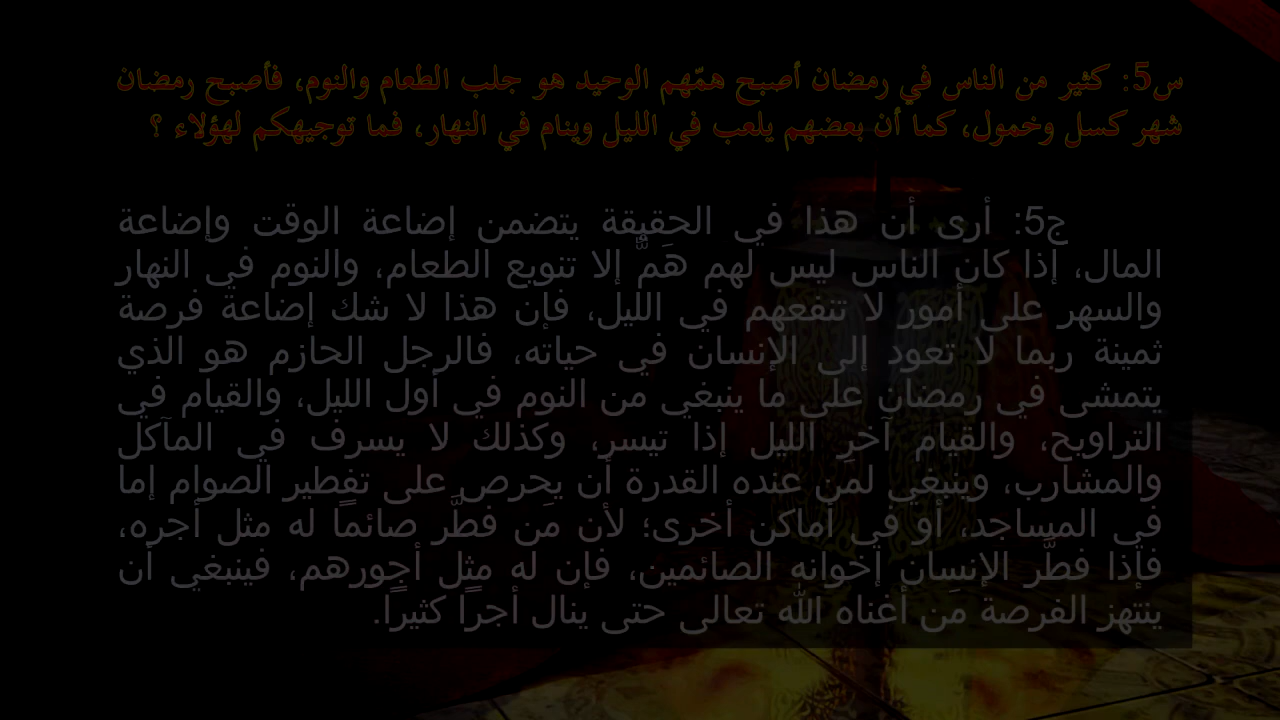 س5: كثير من الناس في رمضان أصبح همّهم الوحيد هو جلب الطعام والنوم، فأصبح رمضان
شهر كسل وخمول، كما أن بعضهم يلعب في الليل وينام في النهار، فما توجيهكم لهؤلاء ؟
ج5: أرى أن هذا في الحقيقة يتضمن إضاعة الوقت وإضاعة
المال، إذا كان الناس ليس لهم هَمٌّ إلا تنويع الطعام، والنوم في النهار
والسهر على أمور لا تنفعهم في الليل، فإن هذا لا شك إضاعة فرصة
ثمينة ربما لا تعود إلى الإنسان في حياته، فالرجل الحازم هو الذي
يتمشى في رمضان على ما ينبغي من النوم في أول الليل، والقيام في
التراويح، والقيام آخرِ الليل إذا تيسر، وكذلك لا يسرف في المآكل
والمشارب، وينبغي لمَن عنده القدرة أن يحرص على تفطير الصوام إما
في المساجد، أو في أماكن أخرى؛ لأن مَن فطَّر صائمًا له مثل أجره،
فإذا فطَّر الإنسان إخوانه الصائمين، فإن له مثل أجورهم، فينبغي أن
ينتهز الفرصة مَن أغناه الله تعالى حتى ينال أجرًا كثيرًا.